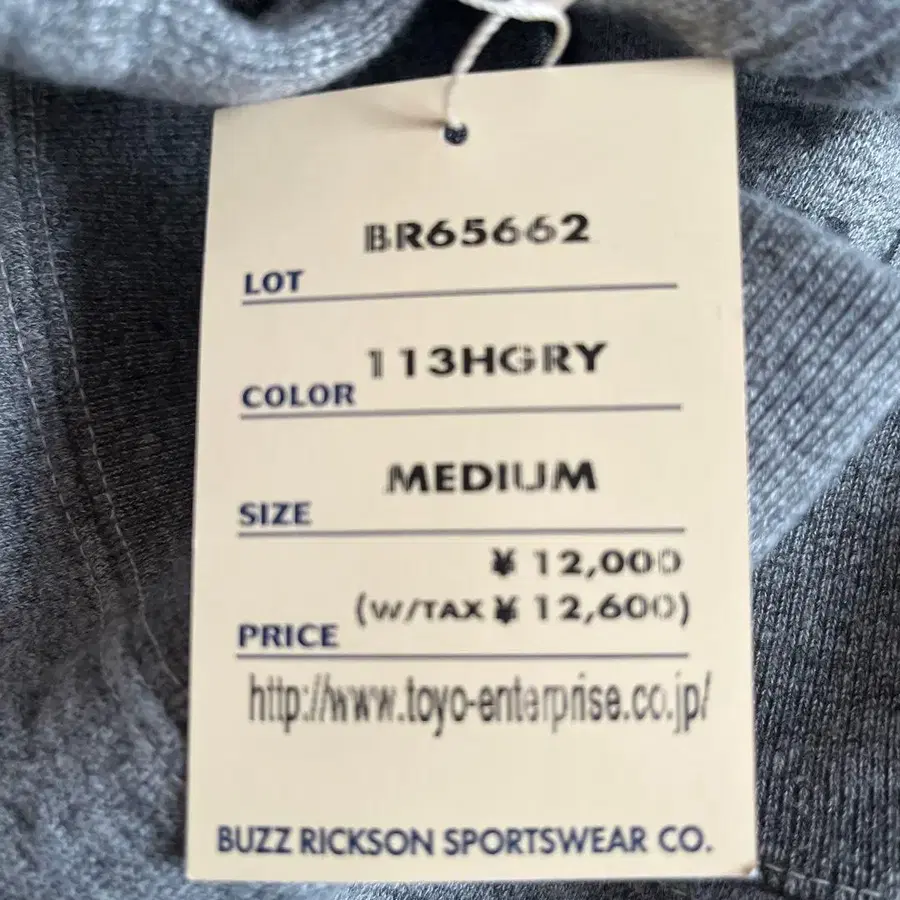 BR65662
LOT
113HGRY
COLOR
MEDIUM
SIZE
¥ 12,000
(W/TAX ¥ 12,600)
PRICE
http://www.toyo-enterprise.co.jp/
BUZZ RICKSON SPORTSWEAR CO.